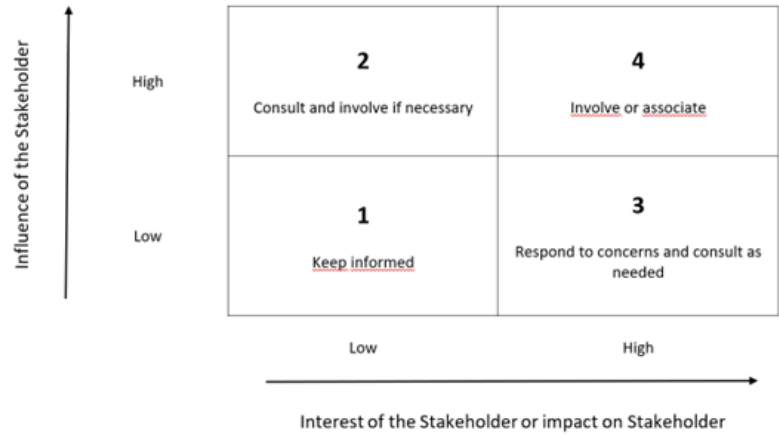 Influence of the Stakeholder
High
2
Consult and involve if necessary
4
Involve or associate
Low
1
Keep informed
3
Respond to concerns and consult as
needed
Low
High
Interest of the Stakeholder or impact on Stakeholder